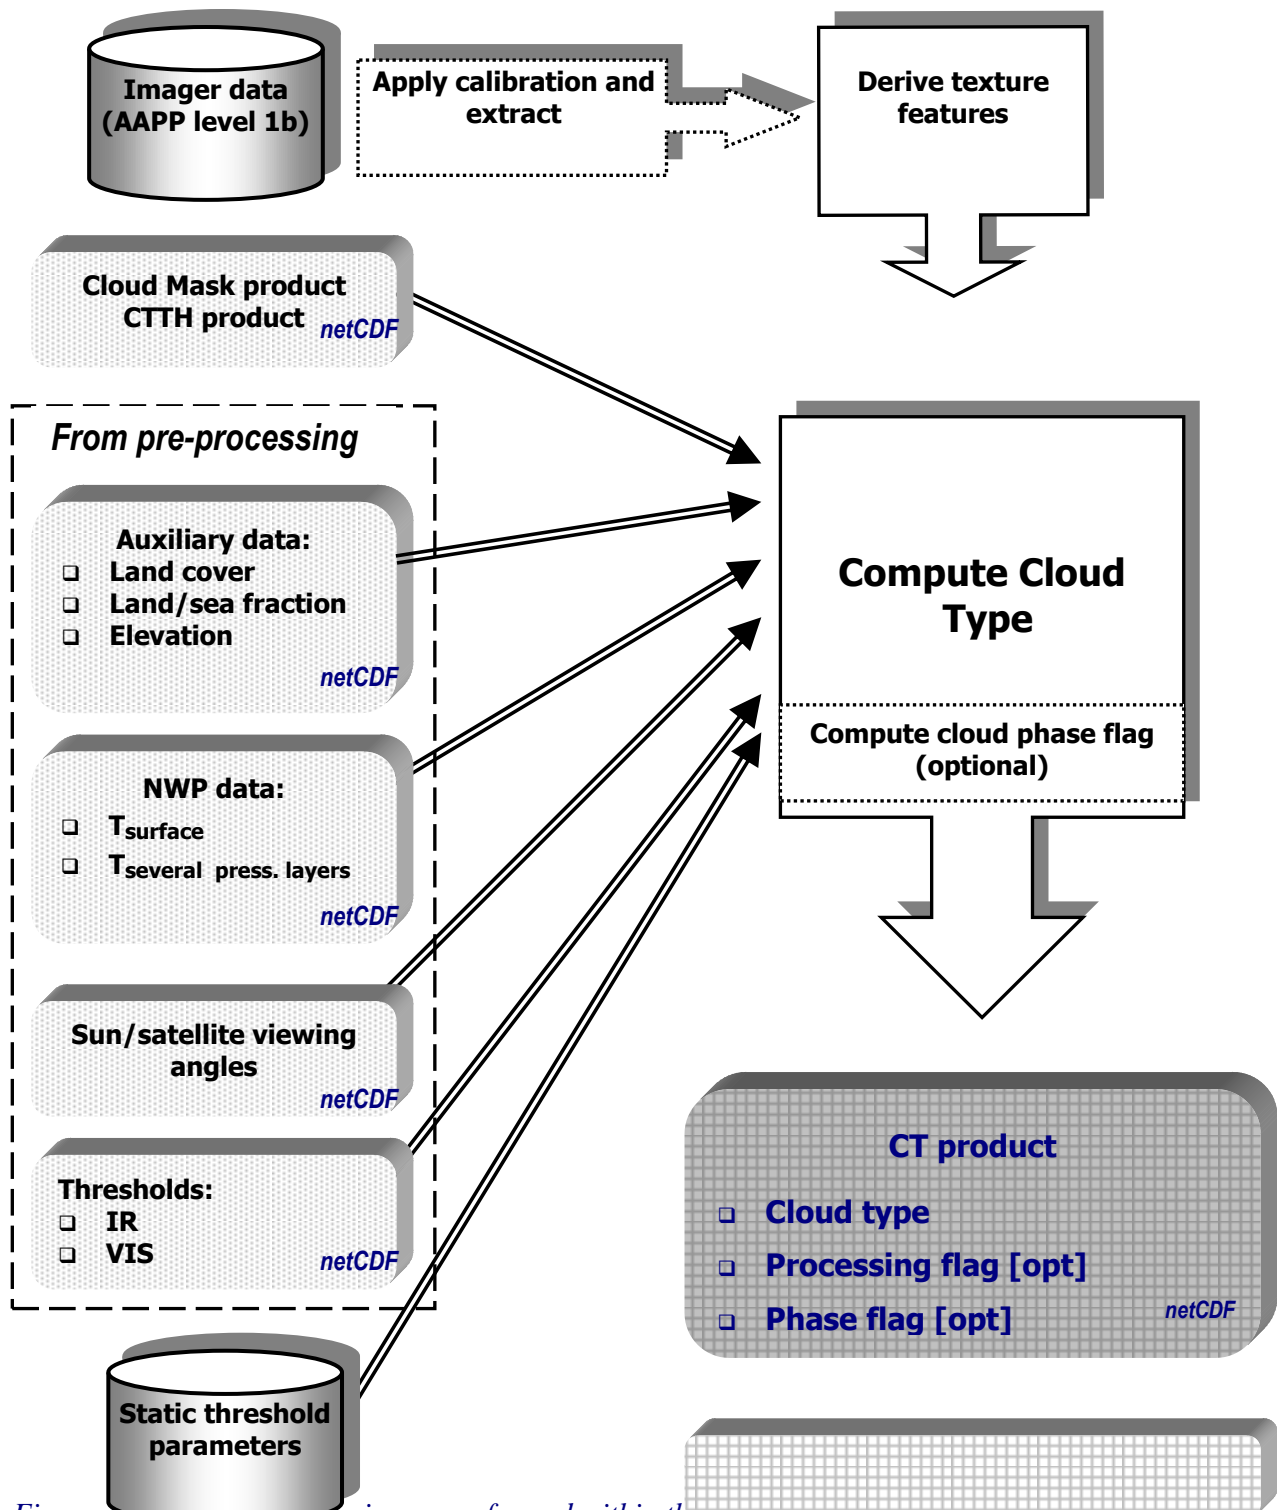 Imager data
(AAPP level 1b)
Apply calibration and
extract
Derive texture
features
Cloud Mask product
CTTH product
netCDF
From pre-processing
Auxiliary data:
❑ Land cover
❑ Land/sea fraction
❑ Elevation
netCDF
NWP data:
❑ Tsurface
❑ Tseveral press. layers
netCDF
Sun/satellite viewing
angles
netCDF
Thresholds:
❑ IR
❑ VIS
netCDF
Static threshold
parameters
Compute Cloud
Type
Compute cloud phase flag
(optional)
CT product
❑ Cloud type
❑ Processing flag [opt]
❑ Phase flag [opt]
netCDF